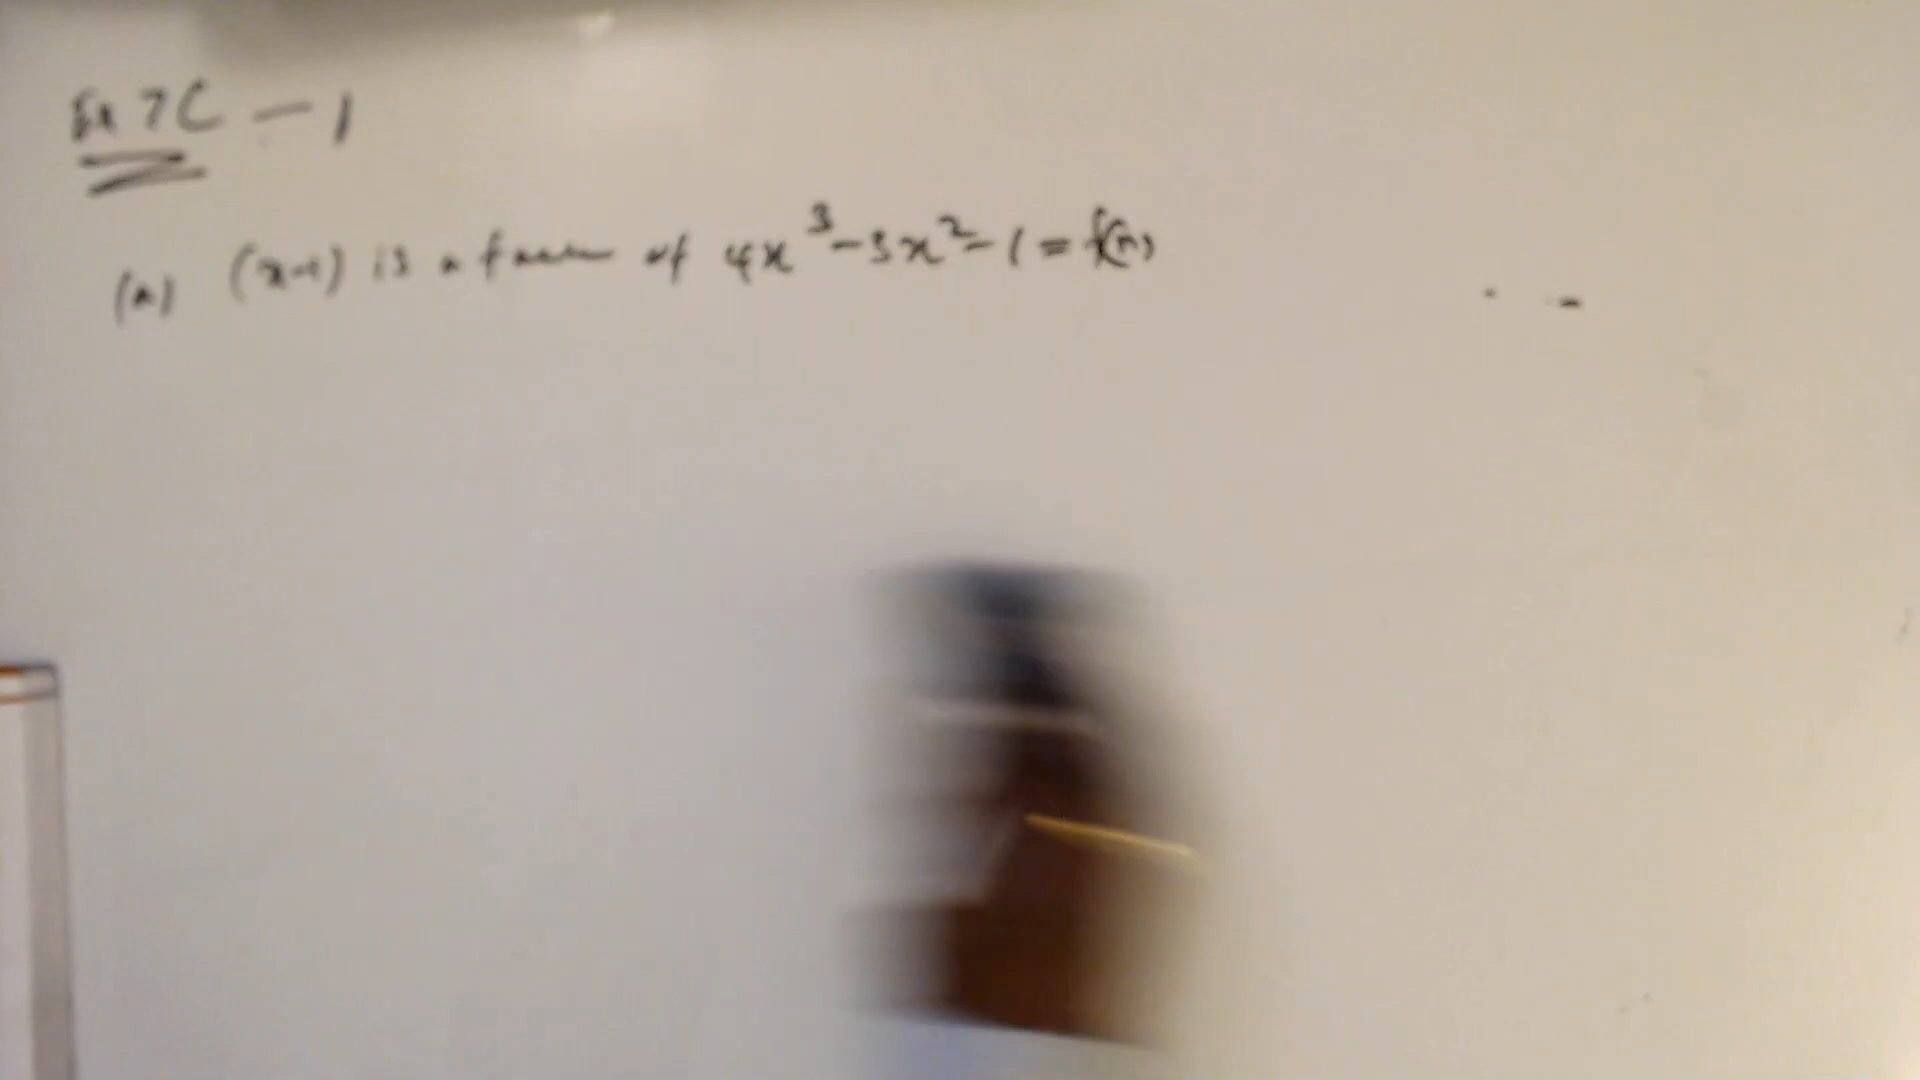 Ex 7C - 1
(a) (x-1) is a factor of 4x³-3x²-1 = f(x)